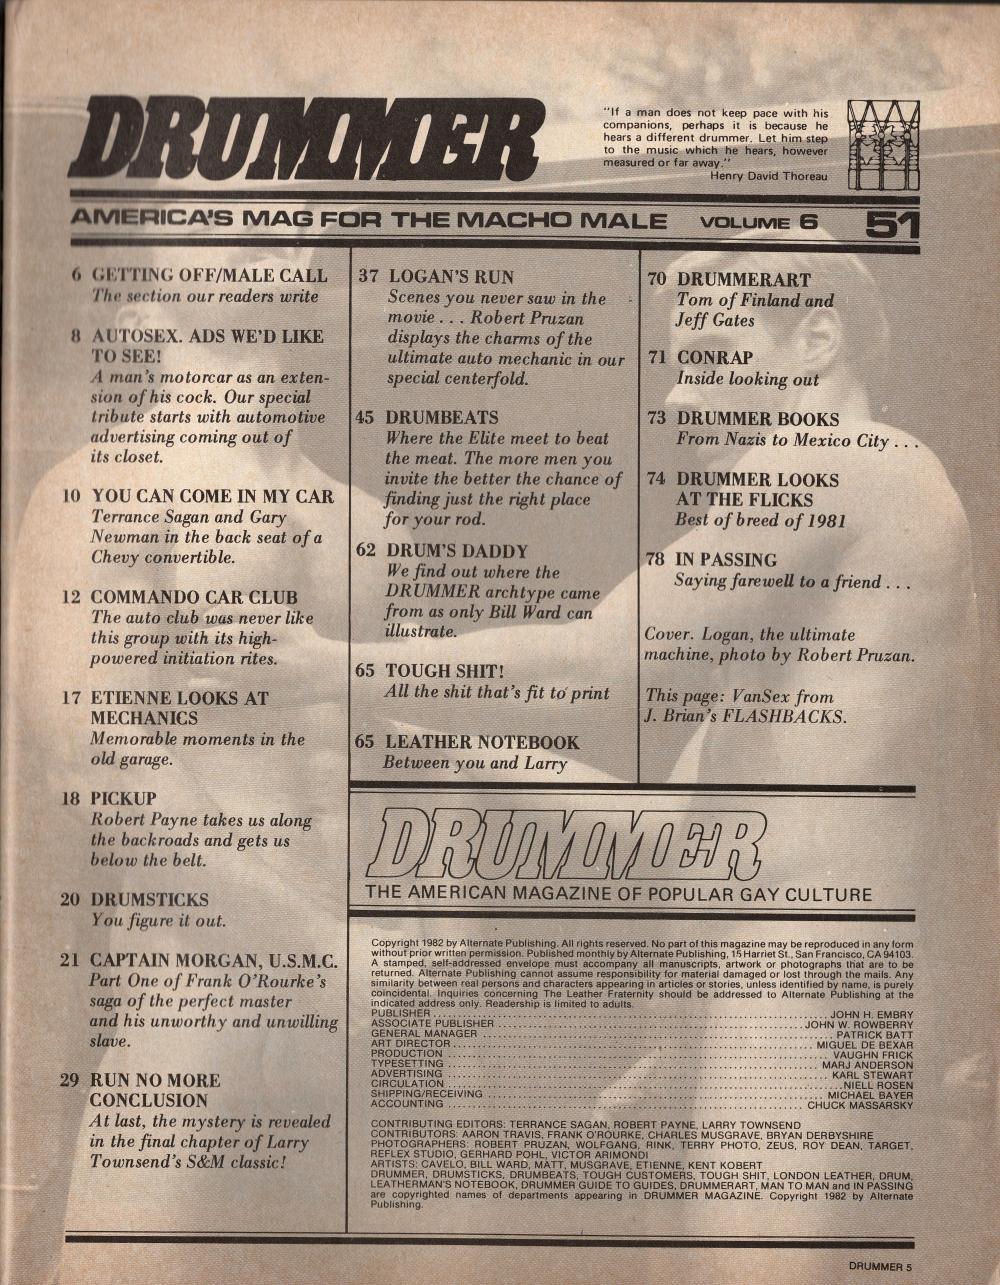 DRUMMER
"If a man does not keep pace with his
companions, perhaps it is because he
hears a different drummer. Let him step
to the music which he hears, however
measured or far away."
Henry David Thoreau
AMERICA'S MAG FOR THE MACHO MALE VOLUME 6 51
6 GETTING OFF/MALE CALL
The section our readers write
8 AUTOSEX. ADS WE'D LIKE
TO SEE!
A man's motorcar as an exten-
sion of his cock. Our special
tribute starts with automotive
advertising coming out of
its closet.
10 YOU CAN COME IN MY CAR
Terrance Sagan and Gary
Newman in the back seat of a
Chevy convertible.
12 COMMANDO CAR CLUB
The auto club was never like
this group with its high-
powered initiation rites.
17 ETIENNE LOOKS AT
MECHANICS
Memorable moments in the
old garage.
18 PICKUP
Robert Payne takes us along
the backroads and gets us
below the belt.
20 DRUMSTICKS
You figure it out.
21 CAPTAIN MORGAN, U.S.M.C.
Part One of Frank O'Rourke's
saga of the perfect master
and his unworthy and unwilling
slave.
29 RUN NO MORE
CONCLUSION
At last, the mystery is revealed
in the final chapter of Larry
Townsend's S&M classic!
37 LOGAN'S RUN
Scenes you never saw in the
movie . . . Robert Pruzan
displays the charms of the
ultimate auto mechanic in our
special centerfold.
45 DRUMBEATS
Where the Elite meet to beat
the meat. The more men you
invite the better the chance of
finding just the right place
for your rod.
62 DRUM'S DADDY
We find out where the
DRUMMER archtype came
from as only Bill Ward can
illustrate.
65 TOUGH SHIT!
All the shit that's fit to print
65 LEATHER NOTEBOOK
Between you and Larry
70 DRUMMERART
Tom of Finland and
Jeff Gates
71 CONRAP
Inside looking out
73 DRUMMER BOOKS
From Nazis to Mexico City . . .
74 DRUMMER LOOKS
AT THE FLICKS
Best of breed of 1981
78 IN PASSING
Saying farewell to a friend . . .
Cover. Logan, the ultimate
machine, photo by Robert Pruzan.
This page: VanSex from
J. Brian's FLASHBACKS.
DRUMMER
THE AMERICAN MAGAZINE OF POPULAR GAY CULTURE
Copyright 1982 by Alternate Publishing. All rights reserved. No part of this magazine may be reproduced in any form
without prior written permission. Published monthly by Alternate Publishing, 15 Harriet St., San Francisco, CA 94103.
A stamped, self-addressed envelope must accompany all manuscripts, artwork or photographs that are to be
returned. Alternate Publishing cannot assume responsibility for material damaged or lost through the mails. Any
similarity between real persons and characters appearing in articles or stories, unless identified by name, is purely
coincidental. Inquiries concerning The Leather Fraternity should be addressed to Alternate Publishing at the
indicated address only. Readership is limited to adults.
PUBLISHER ........ JOHN H. EMBRY
ASSOCIATE PUBLISHER ........ JOHN W. ROWBERRY
GENERAL MANAGER ........ PATRICK BATT
ART DIRECTOR ........ MIGUEL DE BEXAR
PRODUCTION ........ VAUGHN FRICK
TYPESETTING ........ MARJ ANDERSON
ADVERTISING ........ KARL STEWART
CIRCULATION ........ NIELL ROSEN
SHIPPING/RECEIVING ........ MICHAEL BAYER
ACCOUNTING ........ CHUCK MASSARSKY
CONTRIBUTING EDITORS: TERRANCE SAGAN, ROBERT PAYNE, LARRY TOWNSEND
CONTRIBUTORS: AARON TRAVIS, FRANK O'ROURKE, CHARLES MUSGRAVE, BRYAN DERBYSHIRE
PHOTOGRAPHERS: ROBERT PRUZAN, WOLFGANG, RINK, TERRY PHOTO, ZEUS, ROY DEAN, TARGET,
REFLEX STUDIO, GERHARD POHL, VICTOR ARIMONDI
ARTISTS: CAVELO, BILL WARD, MATT, MUSGRAVE, ETIENNE, KENT KOBERT
DRUMMER, DRUMSTICKS, DRUMBEATS, TOUGH CUSTOMERS, TOUGH SHIT, LONDON LEATHER, DRUM,
LEATHERMAN'S NOTEBOOK, DRUMMER GUIDE TO GUIDES, DRUMMERART, MAN TO MAN and IN PASSING
are copyrighted names of departments appearing in DRUMMER MAGAZINE. Copyright 1982 by Alternate
Publishing.
DRUMMER 5